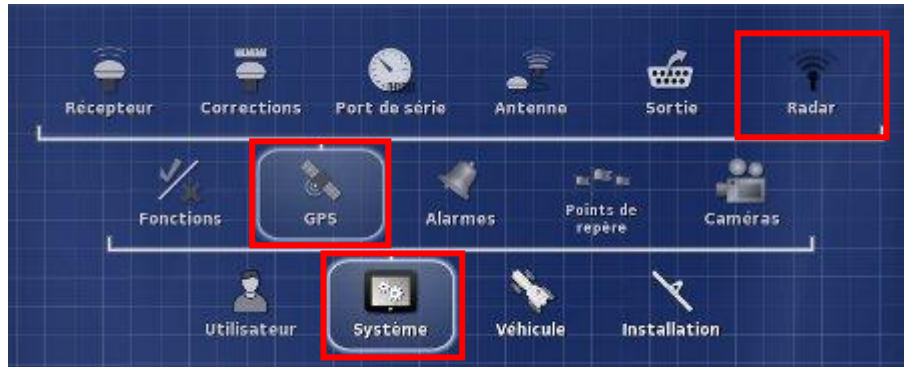 Récepteur Corrections Port de série Antenne Sortie Radar
Fonctions GPS Alarmes Points de repère Caméras
Utilisateur Système Véhicule Installation